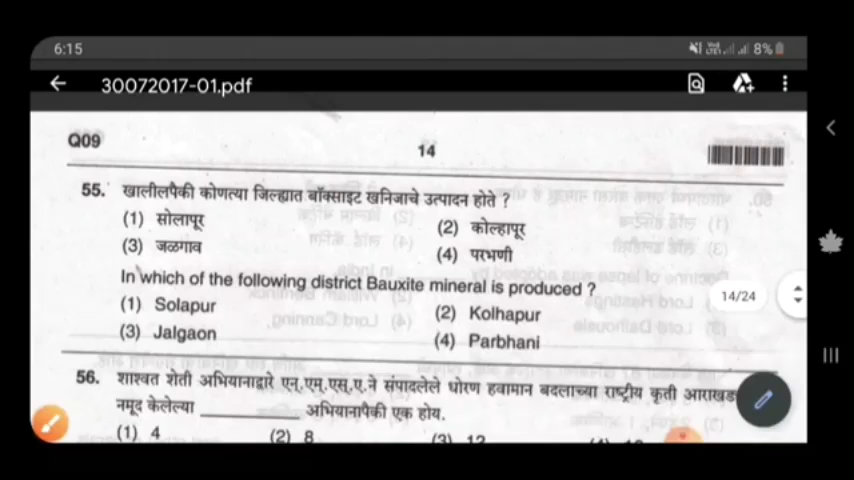 6:15
8%
30072017-01.pdf
Q09
14
55. खालीलपैकी कोणत्या जिल्ह्यात बॉक्साइट खनिजाचे उत्पादन होते ?
(1) सोलापूर
(2) कोल्हापूर
(3) जळगाव
(4) परभणी
In which of the following district Bauxite mineral is produced ?
14/24
(1) Solapur
(2) Kolhapur
(3) Jalgaon
(4) Parbhani
56. शाश्वत शेती अभियानाद्वारे एन्.एम्.एस्.ए.ने संपादलेले धोरण हवामान बदलाच्या राष्ट्रीय कृती
नमूद केलेल्या __________ अभियानापैकी एक होय.
(1) 4
(2) 8
(3) 12